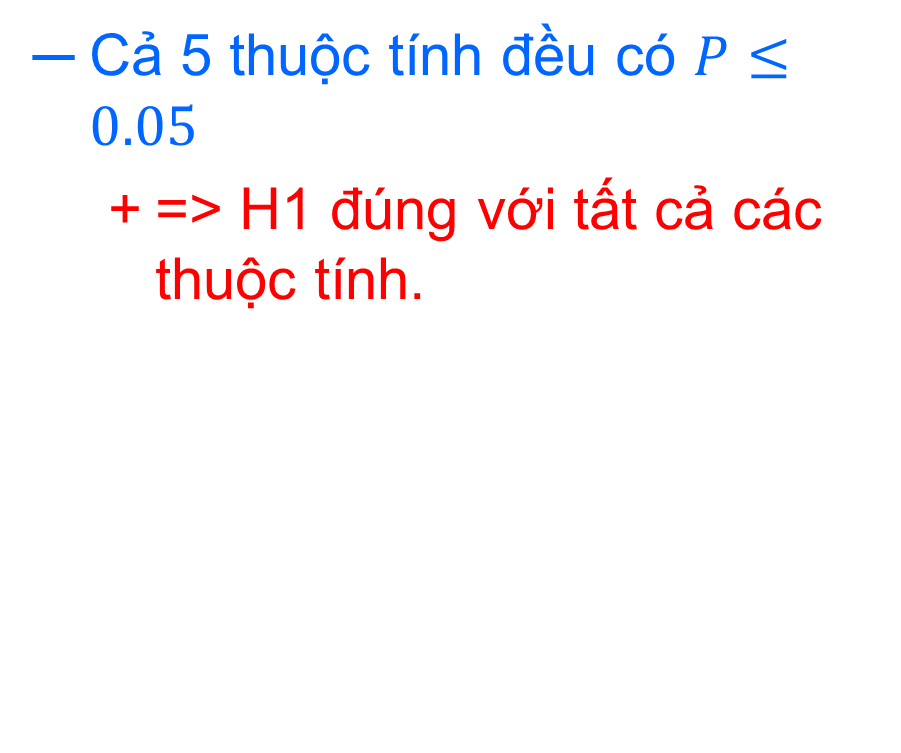 ─ Cả 5 thuộc tính đều có 𝑃 ≤
0.05
+ => H1 đúng với tất cả các
thuộc tính.